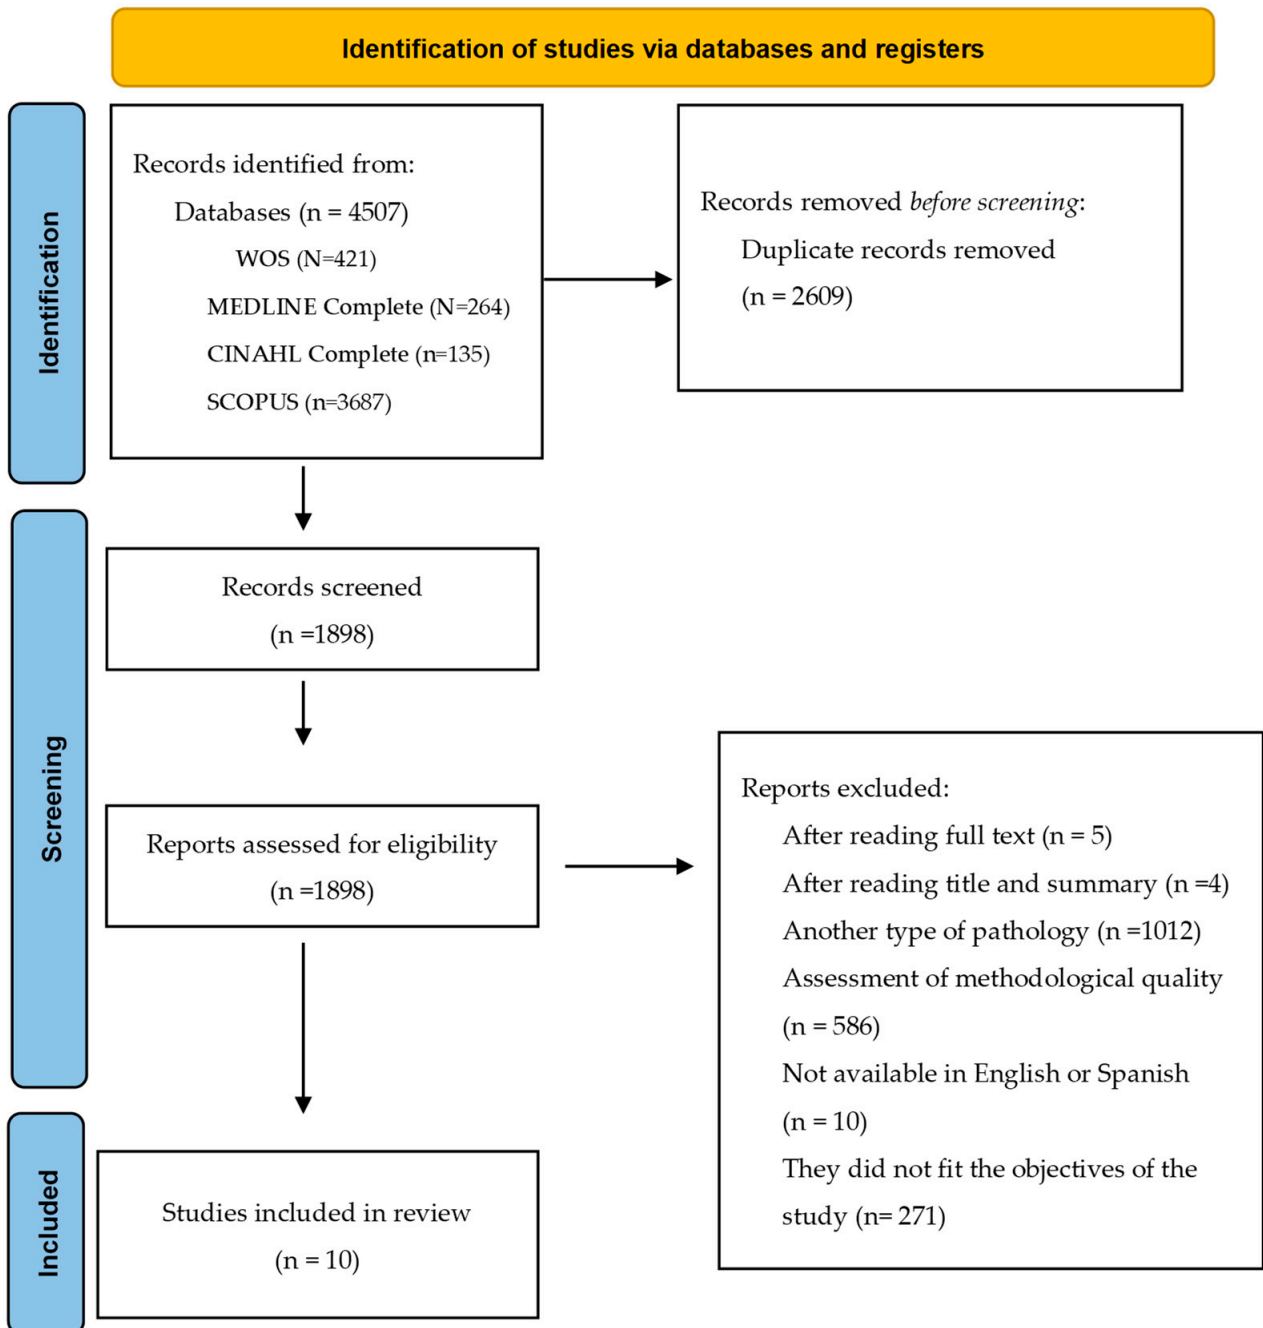 Identification of studies via databases and registers
Identification
Records identified from:
Databases (n = 4507)
WOS (N=421)
MEDLINE Complete (N=264)
CINAHL Complete (n=135)
SCOPUS (n=3687)
Records removed before screening:
Duplicate records removed
(n = 2609)
Screening
Records screened
(n =1898)
Reports assessed for eligibility
(n =1898)
Reports excluded:
After reading full text (n = 5)
After reading title and summary (n =4)
Another type of pathology (n =1012)
Assessment of methodological quality
(n = 586)
Not available in English or Spanish
(n = 10)
They did not fit the objectives of the
study (n= 271)
Included
Studies included in review
(n = 10)